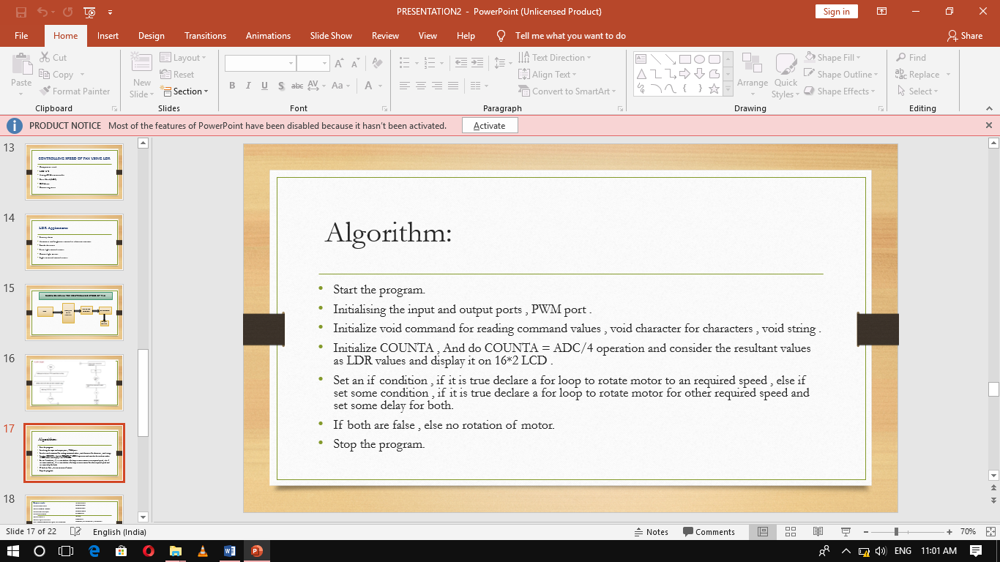 PRESENTATION2 - PowerPoint (Unlicensed Product)
Sign in
File Home Insert Design Transitions Animations Slide Show Review View Help Tell me what you want to do Share
Paste
Cut
Copy
Format Painter
Clipboard
New Slide
Layout
Reset
Section
Slides
B I U S abc AV Aa A
Font
Text Direction
Align Text
Convert to SmartArt
Paragraph
Arrange
Quick Styles
Shape Fill
Shape Outline
Shape Effects
Drawing
Find
Replace
Select
Editing
PRODUCT NOTICE Most of the features of PowerPoint have been disabled because it hasn't been activated. Activate
13
CONTROLLING SPEED OF FAN USING LDR
14
LDR Applications
15
16
17
Algorithm:
18
Algorithm:
• Start the program.
• Initialising the input and output ports , PWM port .
• Initialize void command for reading command values , void character for characters , void string .
• Initialize COUNTA , And do COUNTA = ADC/4 operation and consider the resultant values
as LDR values and display it on 16*2 LCD .
• Set an if condition , if it is true declare a for loop to rotate motor to an required speed , else if
set some condition , if it is true declare a for loop to rotate motor for other required speed and
set some delay for both.
• If both are false , else no rotation of motor.
• Stop the program.
Slide 17 of 22 English (India) Notes Comments 70%
ENG 11:01 AM